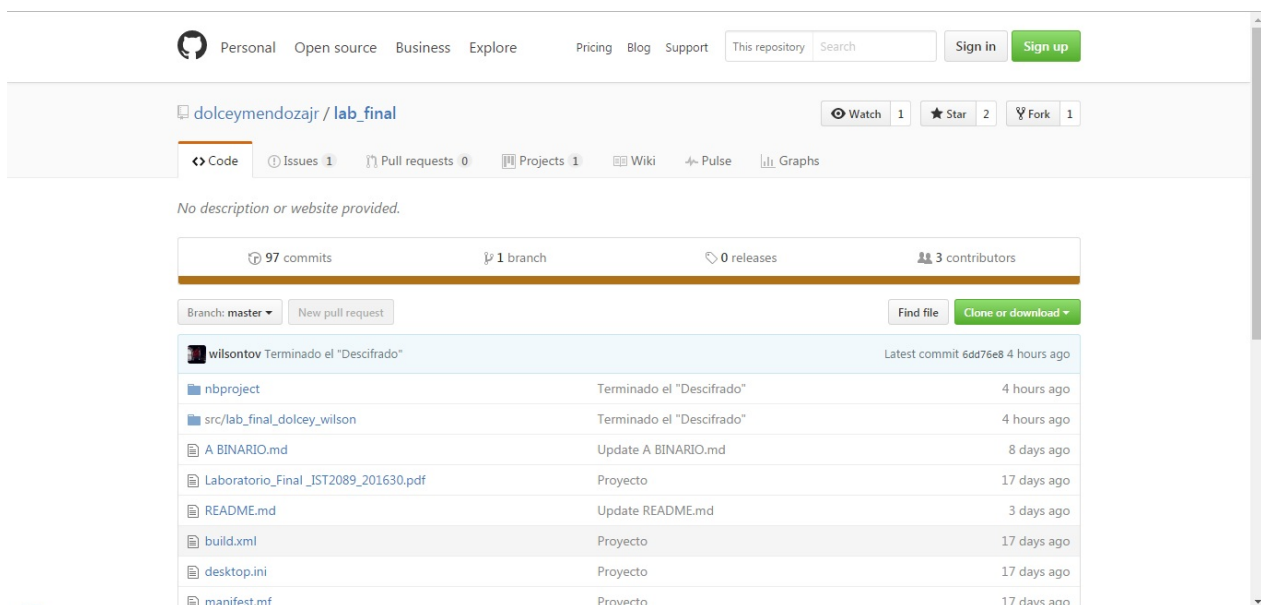 Personal Open source Business Explore Pricing Blog Support This repository Search Sign in Sign up
dolceymendozajr / lab_final Watch 1 Star 2 Fork 1
Code Issues 1 Pull requests 0 Projects 1 Wiki Pulse Graphs
No description or website provided.
97 commits 1 branch 0 releases 3 contributors
Branch: master New pull request Find file Clone or download
wilsontov Terminado el "Descifrado" Latest commit 6dd76e8 4 hours ago
nbproject Terminado el "Descifrado" 4 hours ago
src/lab_final_dolcey_wilson Terminado el "Descifrado" 4 hours ago
A BINARIO.md Update A BINARIO.md 8 days ago
Laboratorio_Final _IST2089_201630.pdf Proyecto 17 days ago
README.md Update README.md 3 days ago
build.xml Proyecto 17 days ago
desktop.ini Proyecto 17 days ago
manifest.mf Proyecto 17 days ago